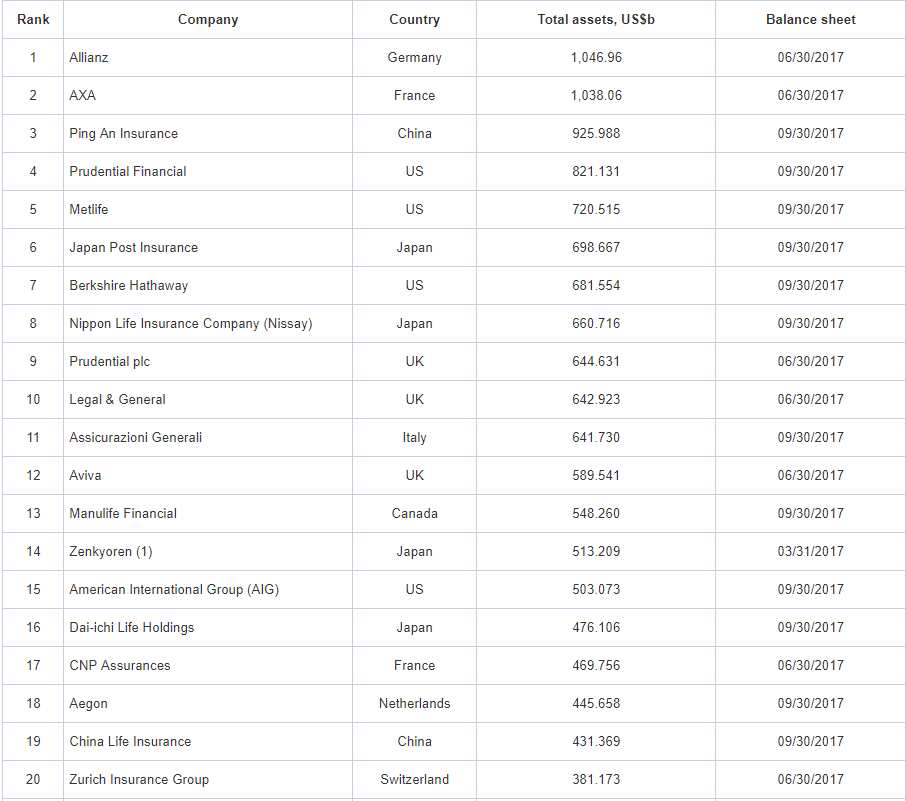 Rank Company Country Total assets, US$b Balance sheet
1 Allianz Germany 1,046.96 06/30/2017
2 AXA France 1,038.06 06/30/2017
3 Ping An Insurance China 925.988 09/30/2017
4 Prudential Financial US 821.131 09/30/2017
5 Metlife US 720.515 09/30/2017
6 Japan Post Insurance Japan 698.667 09/30/2017
7 Berkshire Hathaway US 681.554 09/30/2017
8 Nippon Life Insurance Company (Nissay) Japan 660.716 09/30/2017
9 Prudential plc UK 644.631 06/30/2017
10 Legal & General UK 642.923 06/30/2017
11 Assicurazioni Generali Italy 641.730 09/30/2017
12 Aviva UK 589.541 06/30/2017
13 Manulife Financial Canada 548.260 09/30/2017
14 Zenkyoren (1) Japan 513.209 03/31/2017
15 American International Group (AIG) US 503.073 09/30/2017
16 Dai-ichi Life Holdings Japan 476.106 09/30/2017
17 CNP Assurances France 469.756 06/30/2017
18 Aegon Netherlands 445.658 09/30/2017
19 China Life Insurance China 431.369 09/30/2017
20 Zurich Insurance Group Switzerland 381.173 06/30/2017